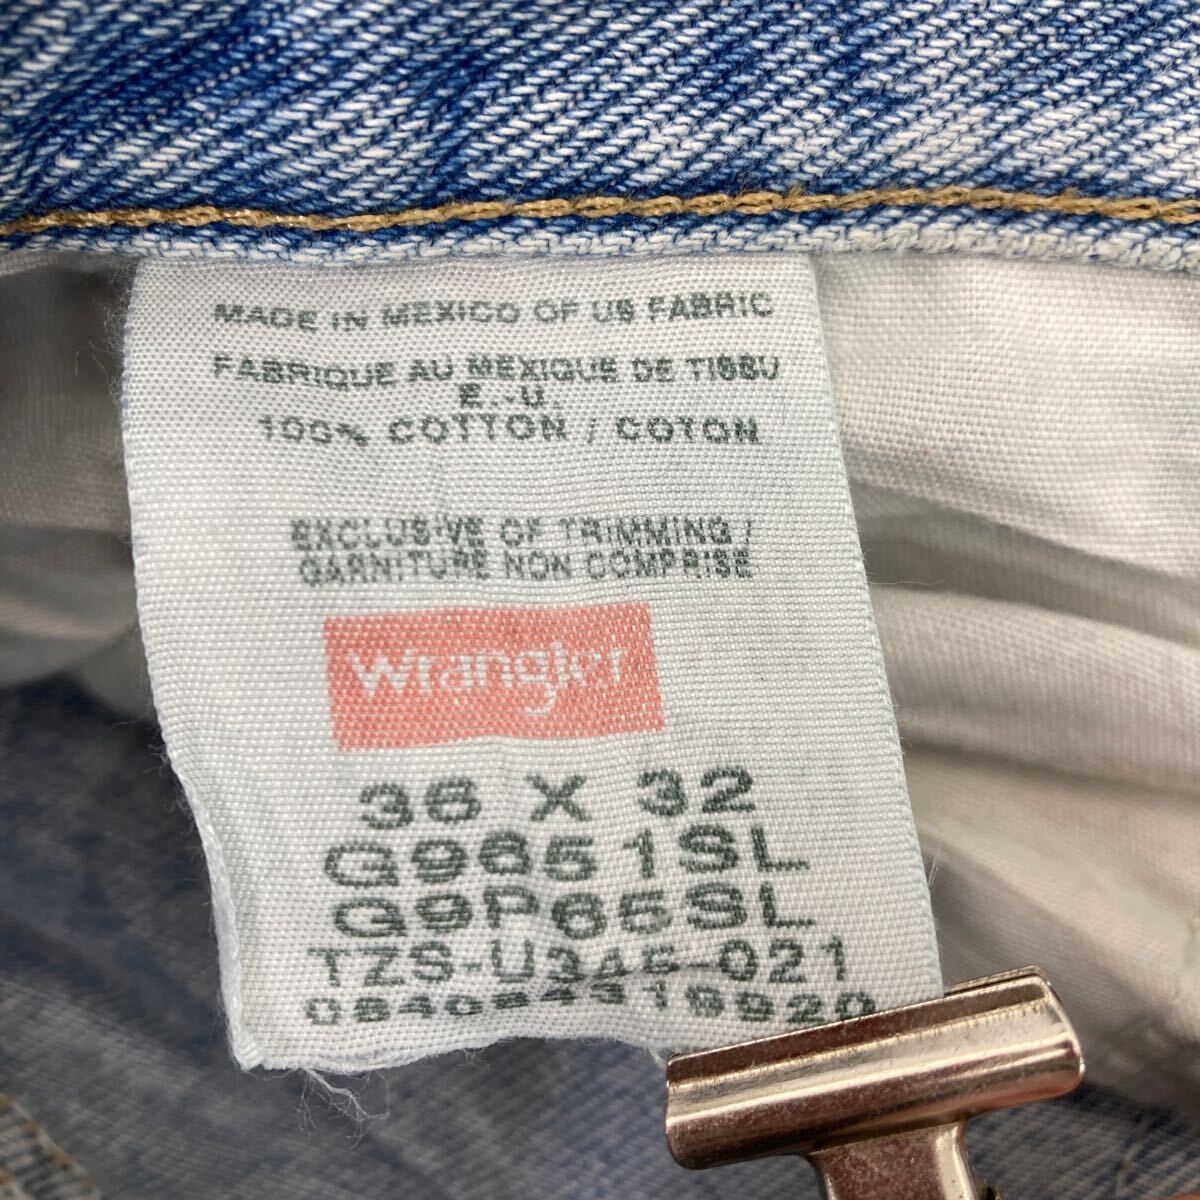 MADE IN MEXICO OF US FABRIC
FABRIQUE AU MEXIQUE DE TISSU
E.-U.
100% COTTON / COTON
EXCLUSIVE OF TRIMMING /
GARNITURE NON COMPRISE
Wrangler
36 X 32
G9651SL
G9P65SL
TZS-U345-021